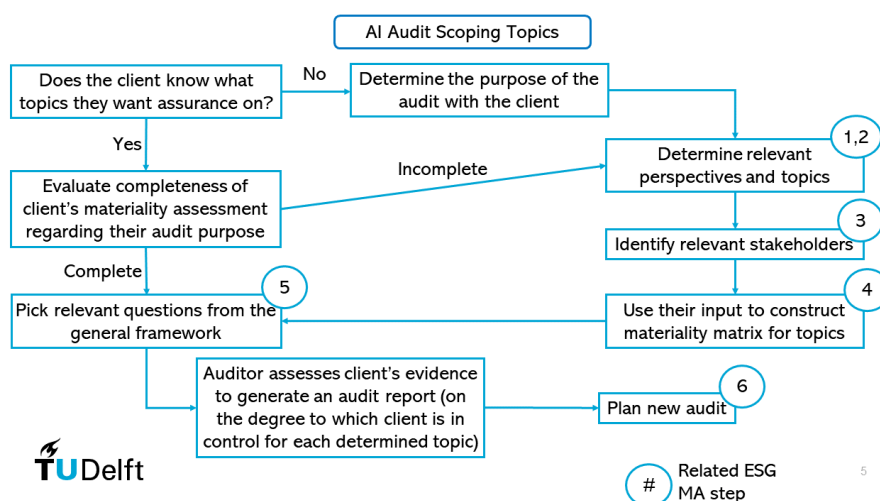 AI Audit Scoping Topics
Does the client know what
topics they want assurance on?
No
Determine the purpose of the
audit with the client
Yes
1,2
Determine relevant
perspectives and topics
Incomplete
Evaluate completeness of
client's materiality assessment
regarding their audit purpose
3
Identify relevant stakeholders
Complete
5
Pick relevant questions from the
general framework
4
Use their input to construct
materiality matrix for topics
Auditor assesses client's evidence
to generate an audit report (on
the degree to which client is in
control for each determined topic)
6
Plan new audit
TUDelft
#
Related ESG
MA step
5